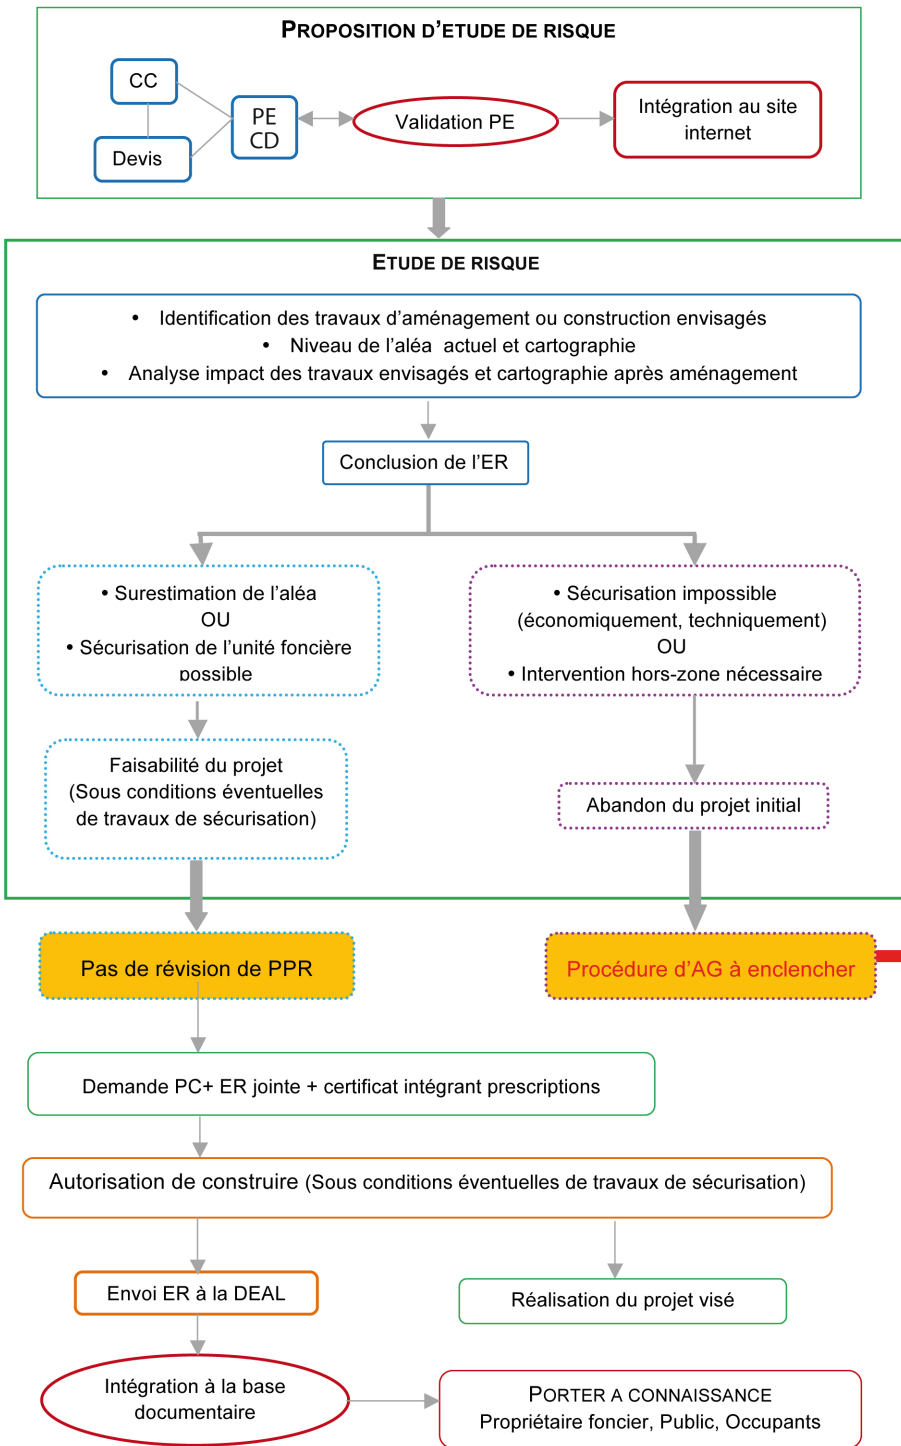 PROPOSITION D'ETUDE DE RISQUE
CC
Devis
PE
CD
Validation PE
Intégration au site
internet
ETUDE DE RISQUE
• Identification des travaux d'aménagement ou construction envisagés
• Niveau de l'aléa actuel et cartographie
• Analyse impact des travaux envisagés et cartographie après aménagement
Conclusion de l'ER
• Surestimation de l'aléa
OU
• Sécurisation de l'unité foncière
possible
• Sécurisation impossible
(économiquement, techniquement)
OU
• Intervention hors-zone nécessaire
Faisabilité du projet
(Sous conditions éventuelles
de travaux de sécurisation)
Abandon du projet initial
Pas de révision de PPR
Procédure d'AG à enclencher
Demande PC+ ER jointe + certificat intégrant prescriptions
Autorisation de construire (Sous conditions éventuelles de travaux de sécurisation)
Envoi ER à la DEAL
Réalisation du projet visé
Intégration à la base
documentaire
PORTER A CONNAISSANCE
Propriétaire foncier, Public, Occupants